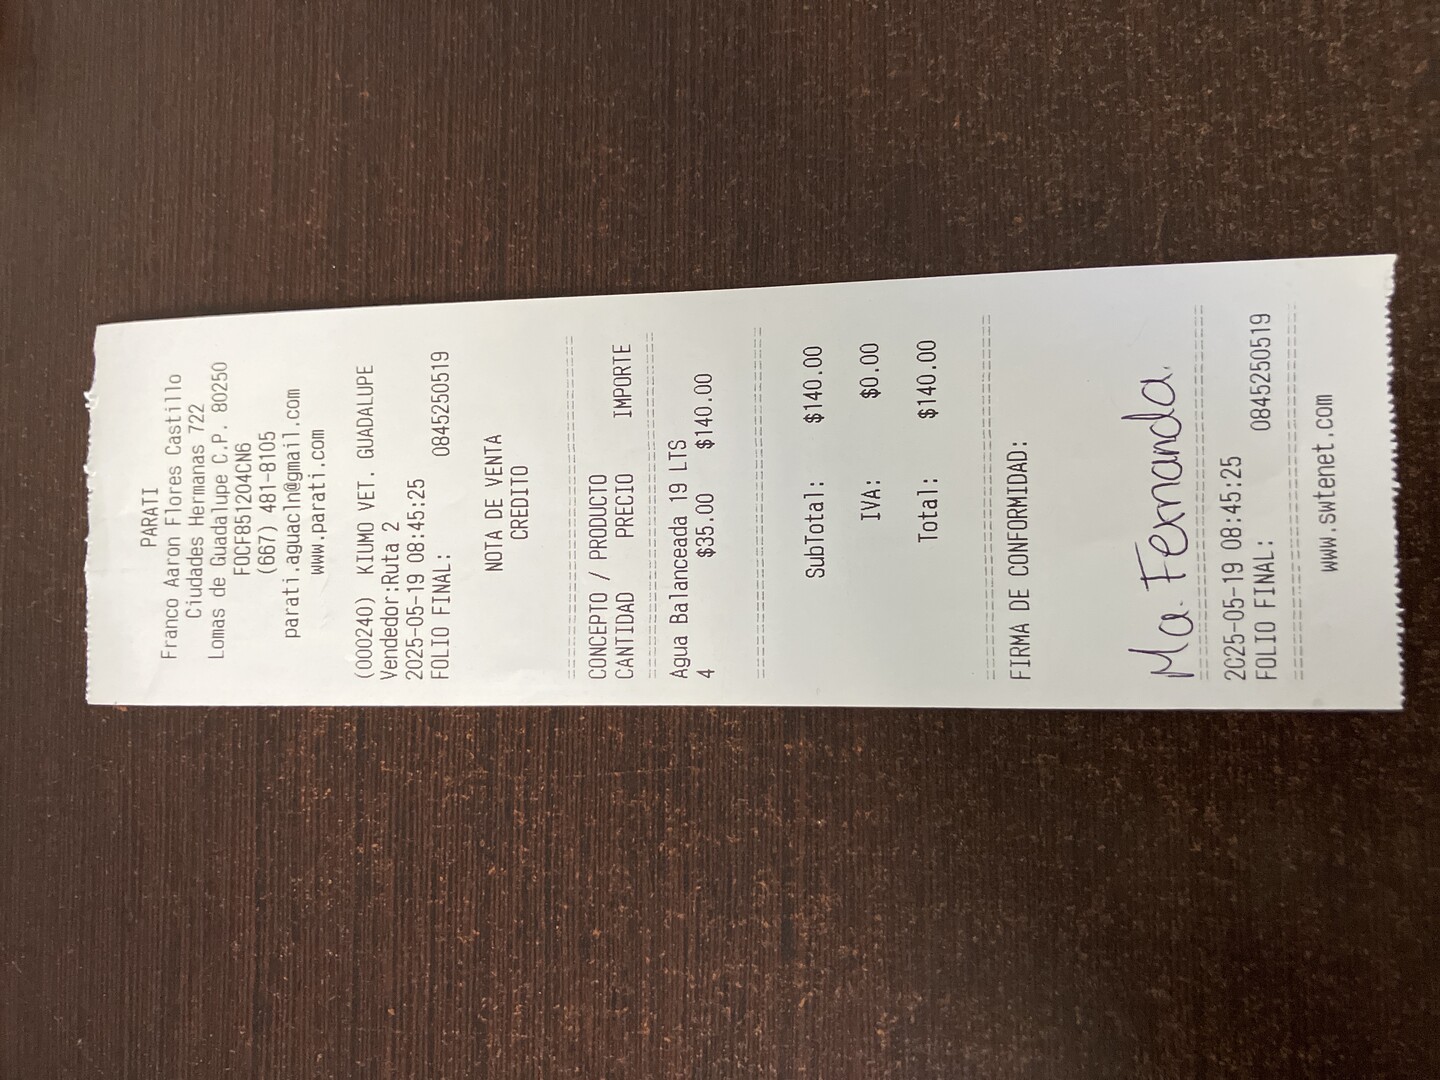 PARATI
Franco Aaron Flores Castillo
Ciudades Hermanas 722
Lomas de Guadalupe C.P. 80250
FOCF851204CN6
(667) 481-8105
parati.aguacln@gmail.com
www.parati.com
(000240) KIUMO VET. GUADALUPE
Vendedor:Ruta 2
2025-05-19 08:45:25
FOLIO FINAL: 0845250519
NOTA DE VENTA
CREDITO
CONCEPTO / PRODUCTO
CANTIDAD PRECIO IMPORTE
Agua Balanceada 19 LTS
4 $35.00 $140.00
SubTotal: $140.00
IVA: $0.00
Total: $140.00
FIRMA DE CONFORMIDAD:
Ma. Fernanda.
2025-05-19 08:45:25
FOLIO FINAL: 0845250519
www.swtenet.com